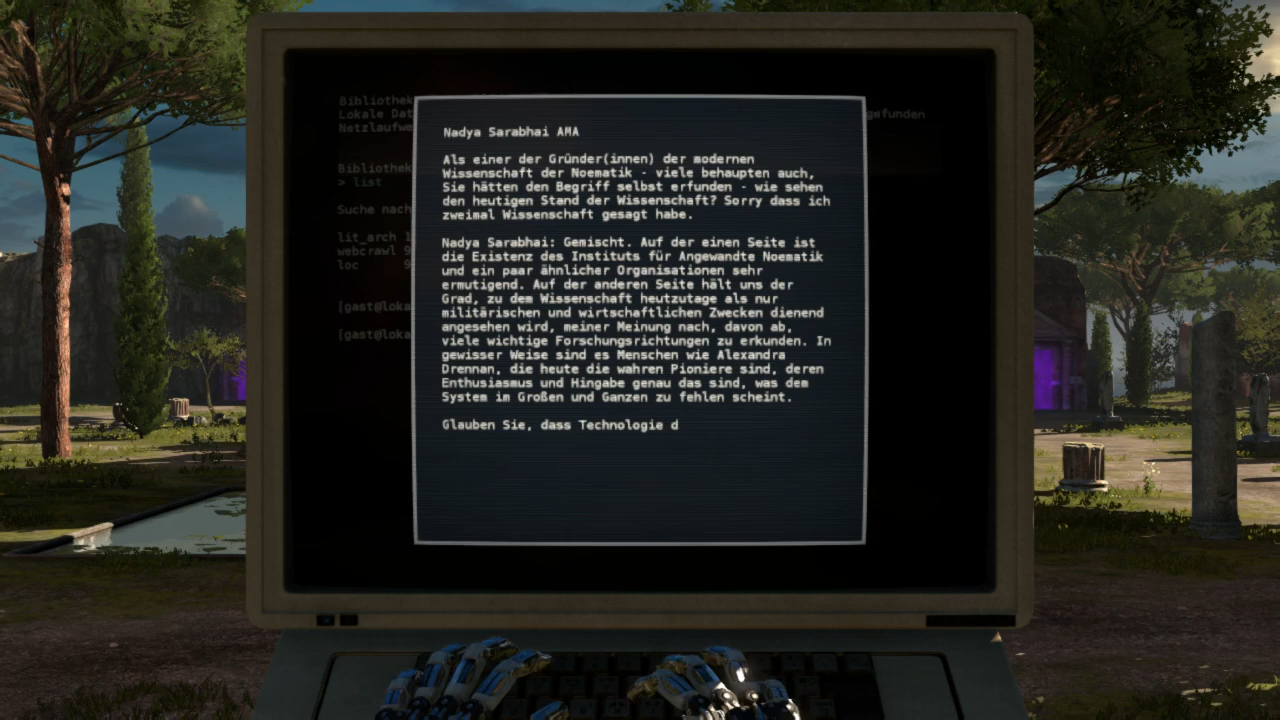 Bibliothek
Lokale Dat
gefunden
Netzlaufwe
Bibliothek
> list
Suche nach
lit_arch 1
webcrawl 9
loc 9
[gast@loka
[gast@loka
Nadya Sarabhai AMA
Als einer der Gründer(innen) der modernen
Wissenschaft der Noematik - viele behaupten auch,
Sie hätten den Begriff selbst erfunden - wie sehen
den heutigen Stand der Wissenschaft? Sorry dass ich
zweimal Wissenschaft gesagt habe.
Nadya Sarabhai: Gemischt. Auf der einen Seite ist
die Existenz des Instituts für Angewandte Noematik
und ein paar ähnlicher Organisationen sehr
ermutigend. Auf der anderen Seite hält uns der
Grad, zu dem Wissenschaft heutzutage als nur
militärischen und wirtschaftlichen Zwecken dienend
angesehen wird, meiner Meinung nach, davon ab,
viele wichtige Forschungsrichtungen zu erkunden. In
gewisser Weise sind es Menschen wie Alexandra
Drennan, die heute die wahren Pioniere sind, deren
Enthusiasmus und Hingabe genau das sind, was dem
System im Großen und Ganzen zu fehlen scheint.
Glauben Sie, dass Technologie d